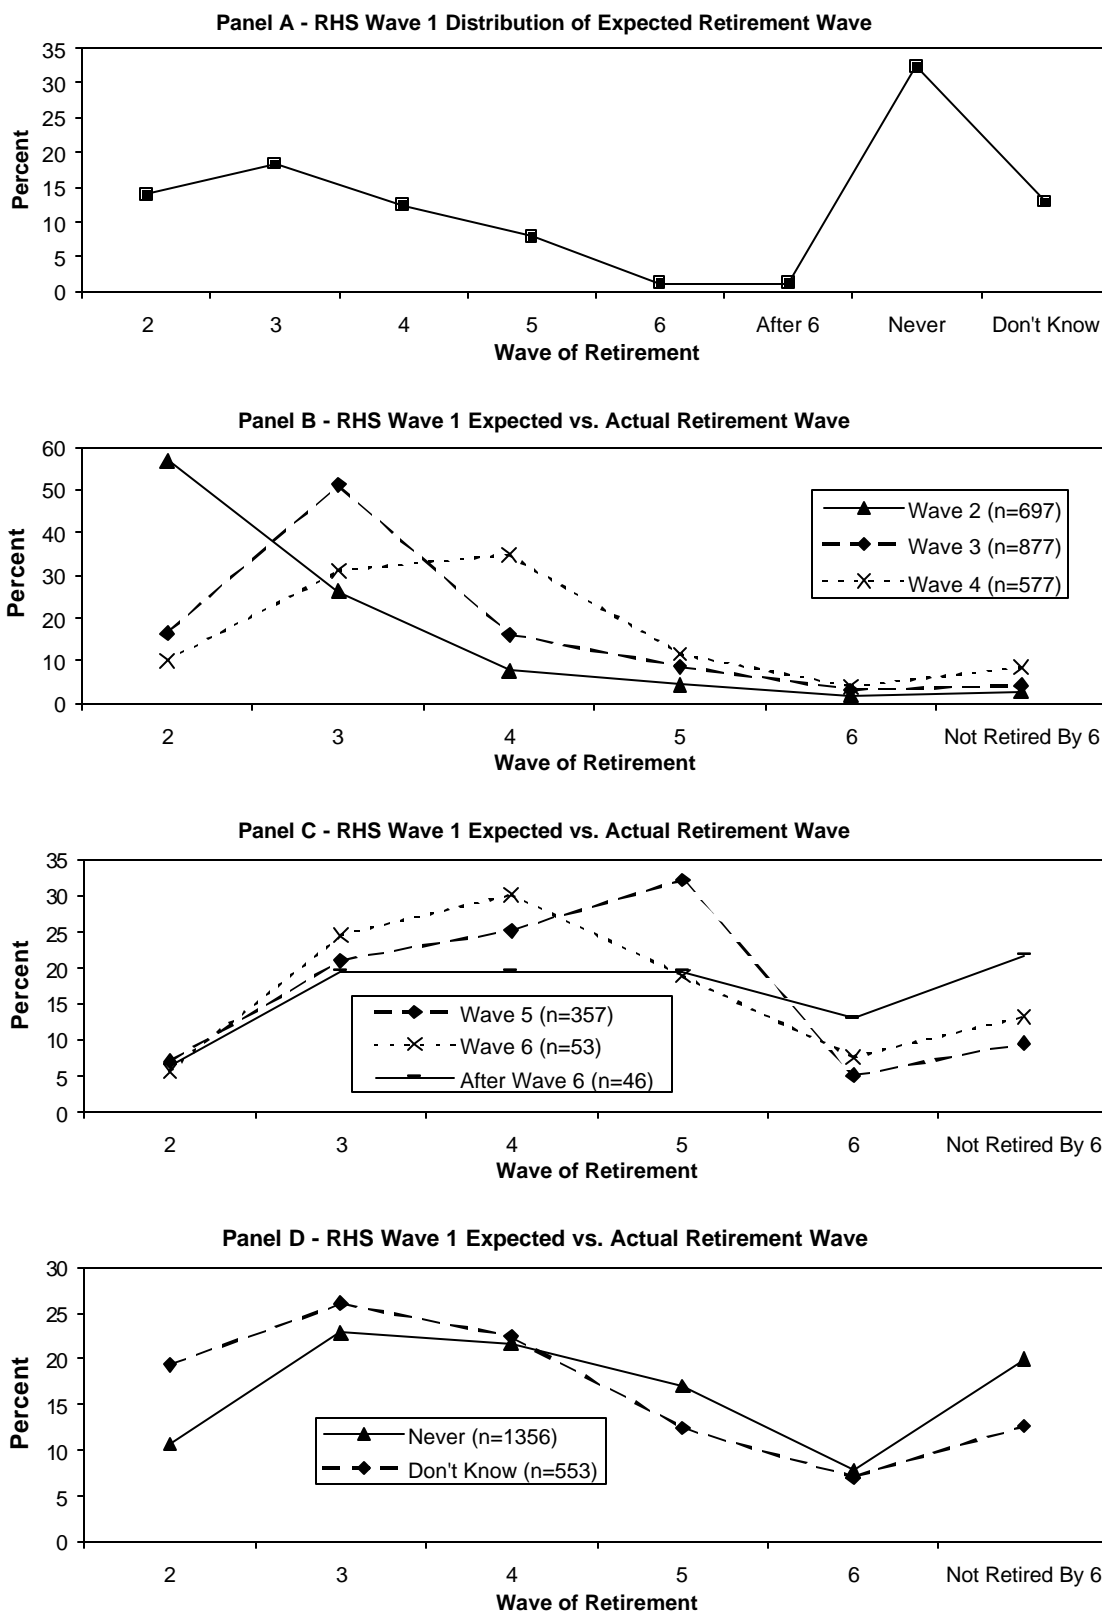 Panel A - RHS Wave 1 Distribution of Expected Retirement Wave
35
30
25
20
15
10
5
0
Percent
2 3 4 5 6 After 6 Never Don't Know
Wave of Retirement
Panel B - RHS Wave 1 Expected vs. Actual Retirement Wave
60
50
40
30
20
10
0
Percent
Wave 2 (n=697)
Wave 3 (n=877)
Wave 4 (n=577)
2 3 4 5 6 Not Retired By 6
Wave of Retirement
Panel C - RHS Wave 1 Expected vs. Actual Retirement Wave
35
30
25
20
15
10
5
0
Percent
Wave 5 (n=357)
Wave 6 (n=53)
After Wave 6 (n=46)
2 3 4 5 6 Not Retired By 6
Wave of Retirement
Panel D - RHS Wave 1 Expected vs. Actual Retirement Wave
30
25
20
15
10
5
0
Percent
Never (n=1356)
Don't Know (n=553)
2 3 4 5 6 Not Retired By 6
Wave of Retirement